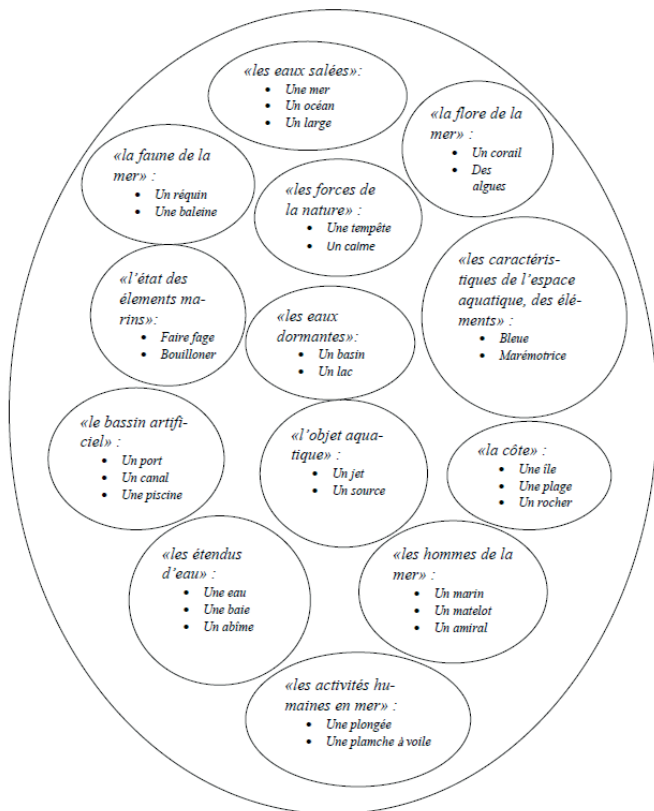 «les eaux salées»:
• Une mer
• Un océan
• Un large
«la flore de la
mer» :
• Un corail
• Des
algues
«la faune de la
mer» :
• Un réquin
• Une baleine
«les forces de
la nature» :
• Une tempête
• Un calme
«les caractéris-
tiques de l'espace
aquatique, des élé-
ments» :
• Bleue
• Marémotrice
«l'état des
élements ma-
rins»:
• Faire fage
• Bouilloner
«les eaux
dormantes»:
• Un basin
• Un lac
«le bassin artifi-
ciel» :
• Un port
• Un canal
• Une piscine
«l'objet aqua-
tique» :
• Un jet
• Un source
«la côte» :
• Une île
• Une plage
• Un rocher
«les étendus
d'eau» :
• Une eau
• Une baie
• Un abîme
«les hommes de la
mer» :
• Un marin
• Un matelot
• Un amiral
«les activités hu-
maines en mer» :
• Une plongée
• Une plamche à voile